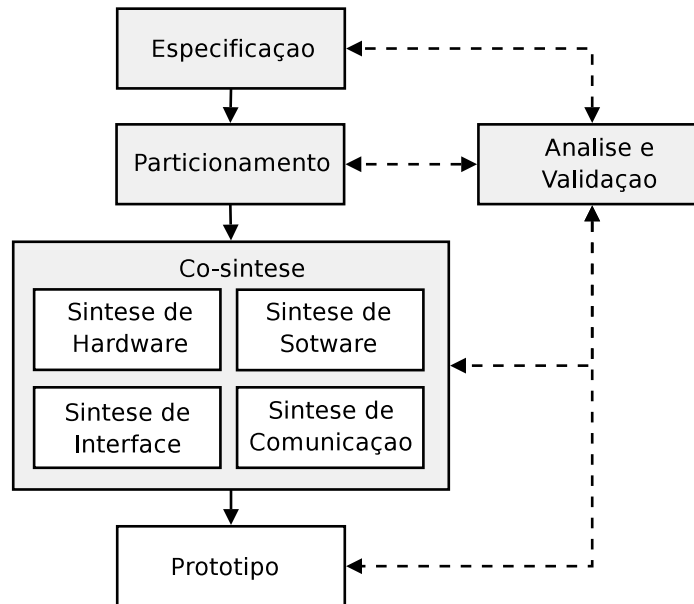 Especificaçao
Particionamento
Analise e
Validaçao
Co-sintese
Sintese de
Hardware
Sintese de
Sotware
Sintese de
Interface
Sintese de
Comunicaçao
Prototipo